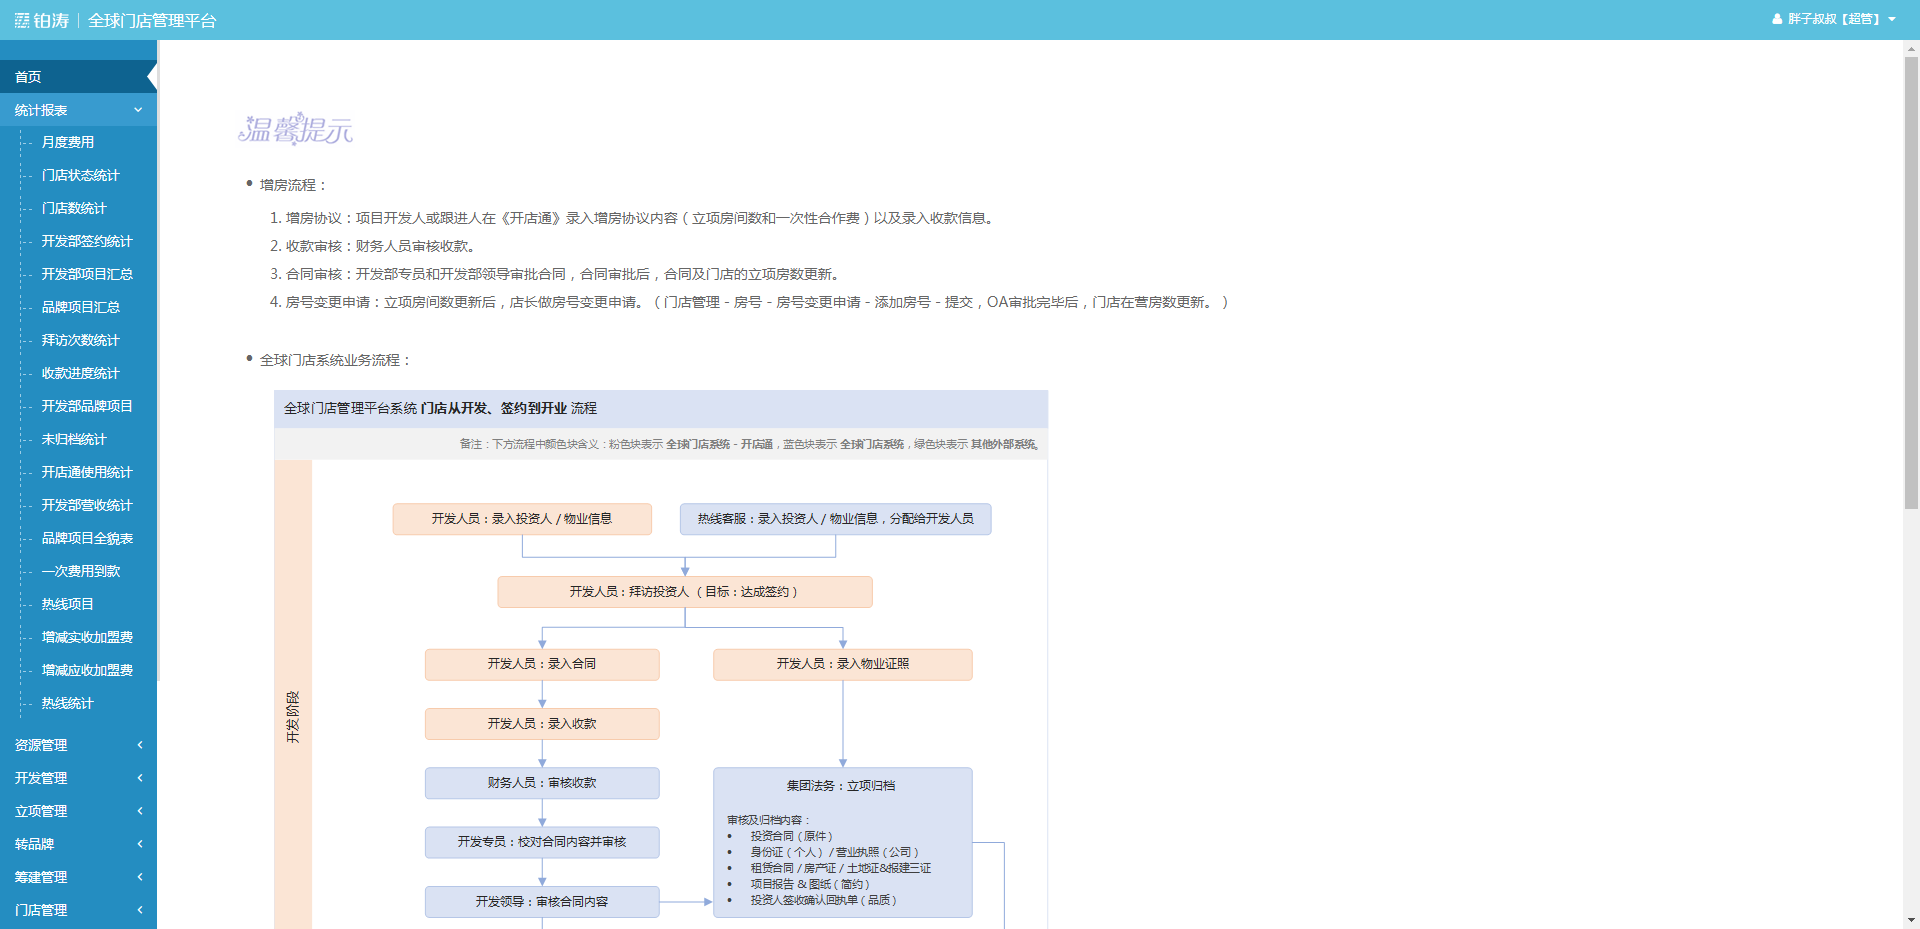 铂涛 | 全球门店管理平台
胖子叔叔【超管】
首页
统计报表
月度费用
门店状态统计
门店数统计
开发部签约统计
开发部项目汇总
品牌项目汇总
拜访次数统计
收款进度统计
开发部品牌项目
未归档统计
开店通使用统计
开发部营收统计
品牌项目全貌表
一次费用到款
热线项目
增减实收加盟费
增减应收加盟费
热线统计
资源管理
开发管理
立项管理
转品牌
筹建管理
门店管理
温馨提示
• 增房流程：
1. 增房协议：项目开发人或跟进人在《开店通》录入增房协议内容（立项房间数和一次性合作费）以及录入收款信息。
2. 收款审核：财务人员审核收款。
3. 合同审核：开发部专员和开发部领导审批合同，合同审批后，合同及门店的立项房数更新。
4. 房号变更申请：立项房间数更新后，店长做房号变更申请。（门店管理 - 房号 - 房号变更申请 - 添加房号 - 提交，OA审批完毕后，门店在营房数更新。）
• 全球门店系统业务流程：
全球门店管理平台系统 门店从开发、签约到开业 流程
备注：下方流程中颜色块含义：粉色块表示 全球门店系统 - 开店通，蓝色块表示 全球门店系统，绿色块表示 其他外部系统。
开发阶段
开发人员：录入投资人 / 物业信息
热线客服：录入投资人 / 物业信息，分配给开发人员
开发人员：拜访投资人 （ 目标：达成签约 ）
开发人员：录入合同
开发人员：录入物业证照
开发人员：录入收款
财务人员：审核收款
开发专员：校对合同内容并审核
开发领导：审核合同内容
集团法务：立项归档
审核及归档内容：
• 投资合同（原件）
• 身份证（个人）/ 营业执照（公司）
• 租赁合同 / 房产证 / 土地证&报建三证
• 项目报告 & 图纸（简约）
• 投资人签收确认回执单（品质）